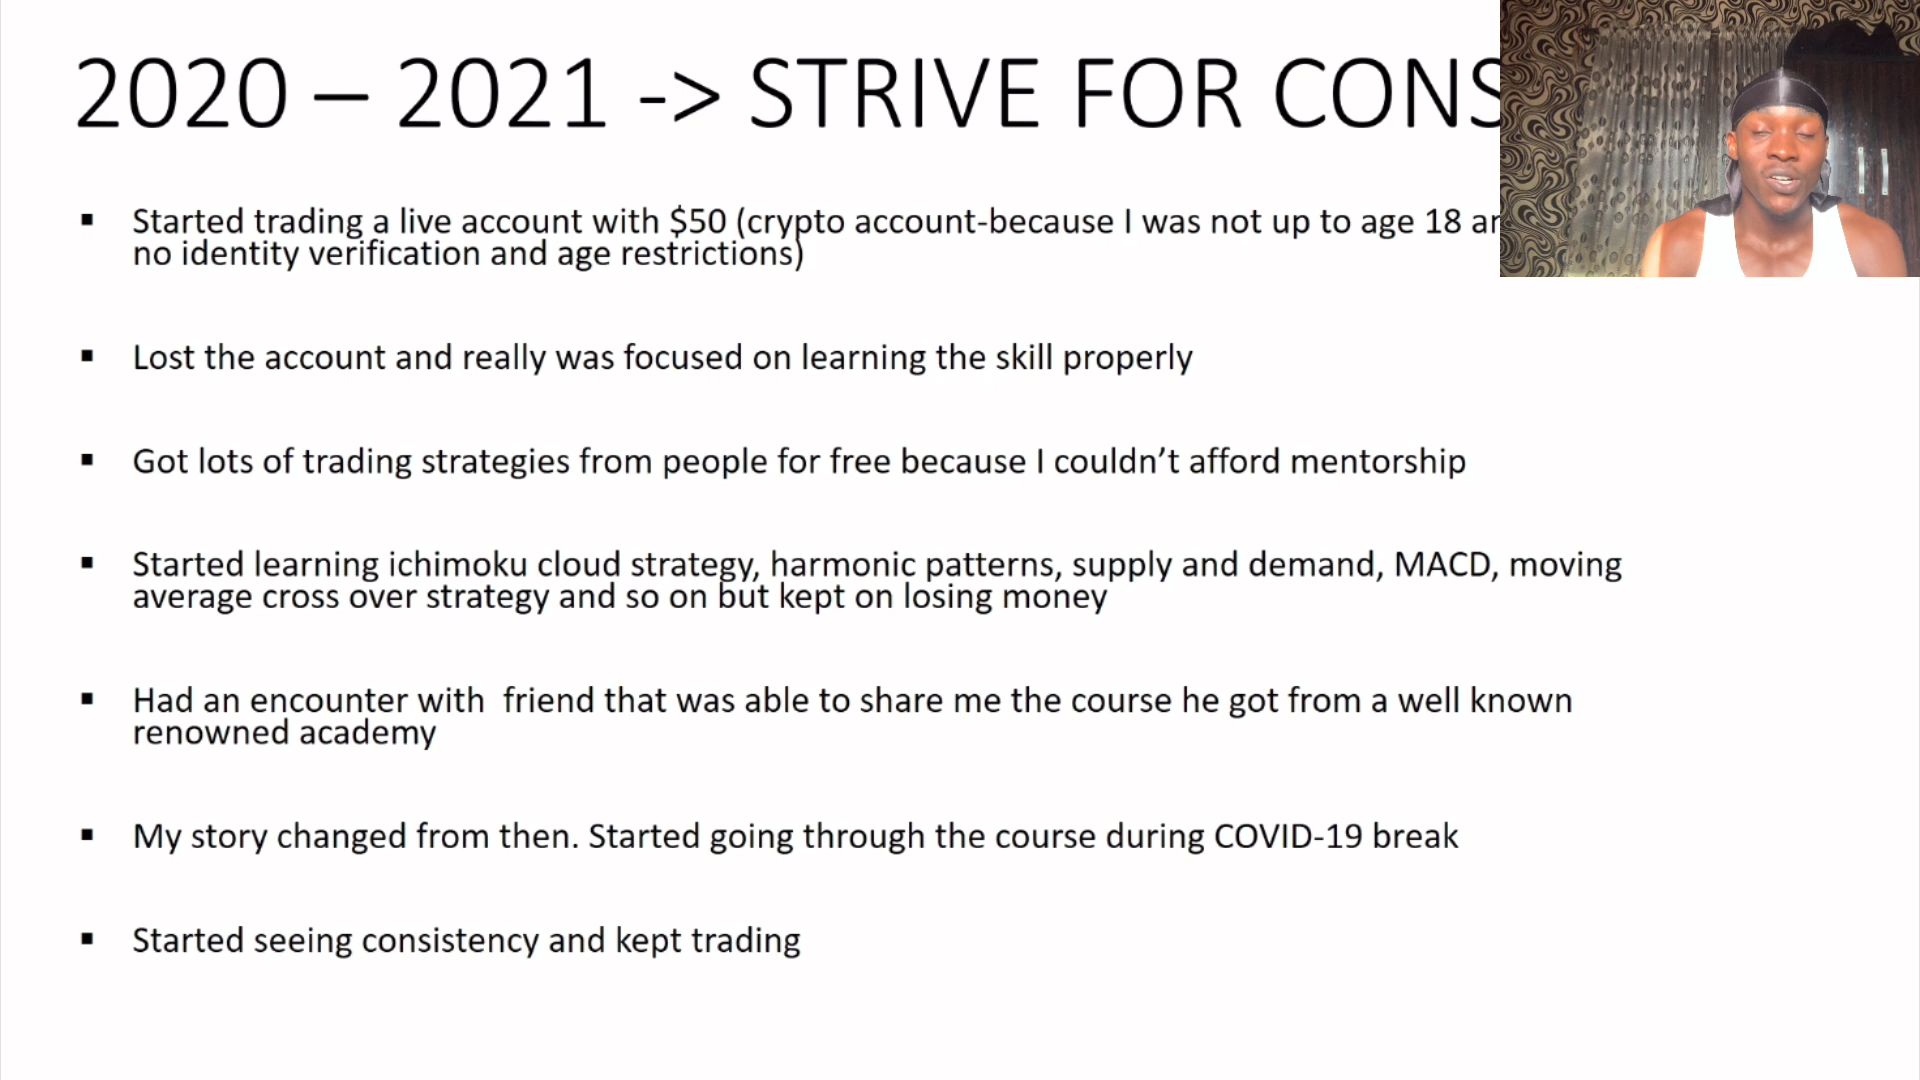 2020 – 2021 -> STRIVE FOR CONS
▪ Started trading a live account with $50 (crypto account-because I was not up to age 18
no identity verification and age restrictions)
▪ Lost the account and really was focused on learning the skill properly
▪ Got lots of trading strategies from people for free because I couldn’t afford mentorship
▪ Started learning ichimoku cloud strategy, harmonic patterns, supply and demand, MACD, moving
average cross over strategy and so on but kept on losing money
▪ Had an encounter with  friend that was able to share me the course he got from a well known
renowned academy
▪ My story changed from then. Started going through the course during COVID-19 break
▪ Started seeing consistency and kept trading